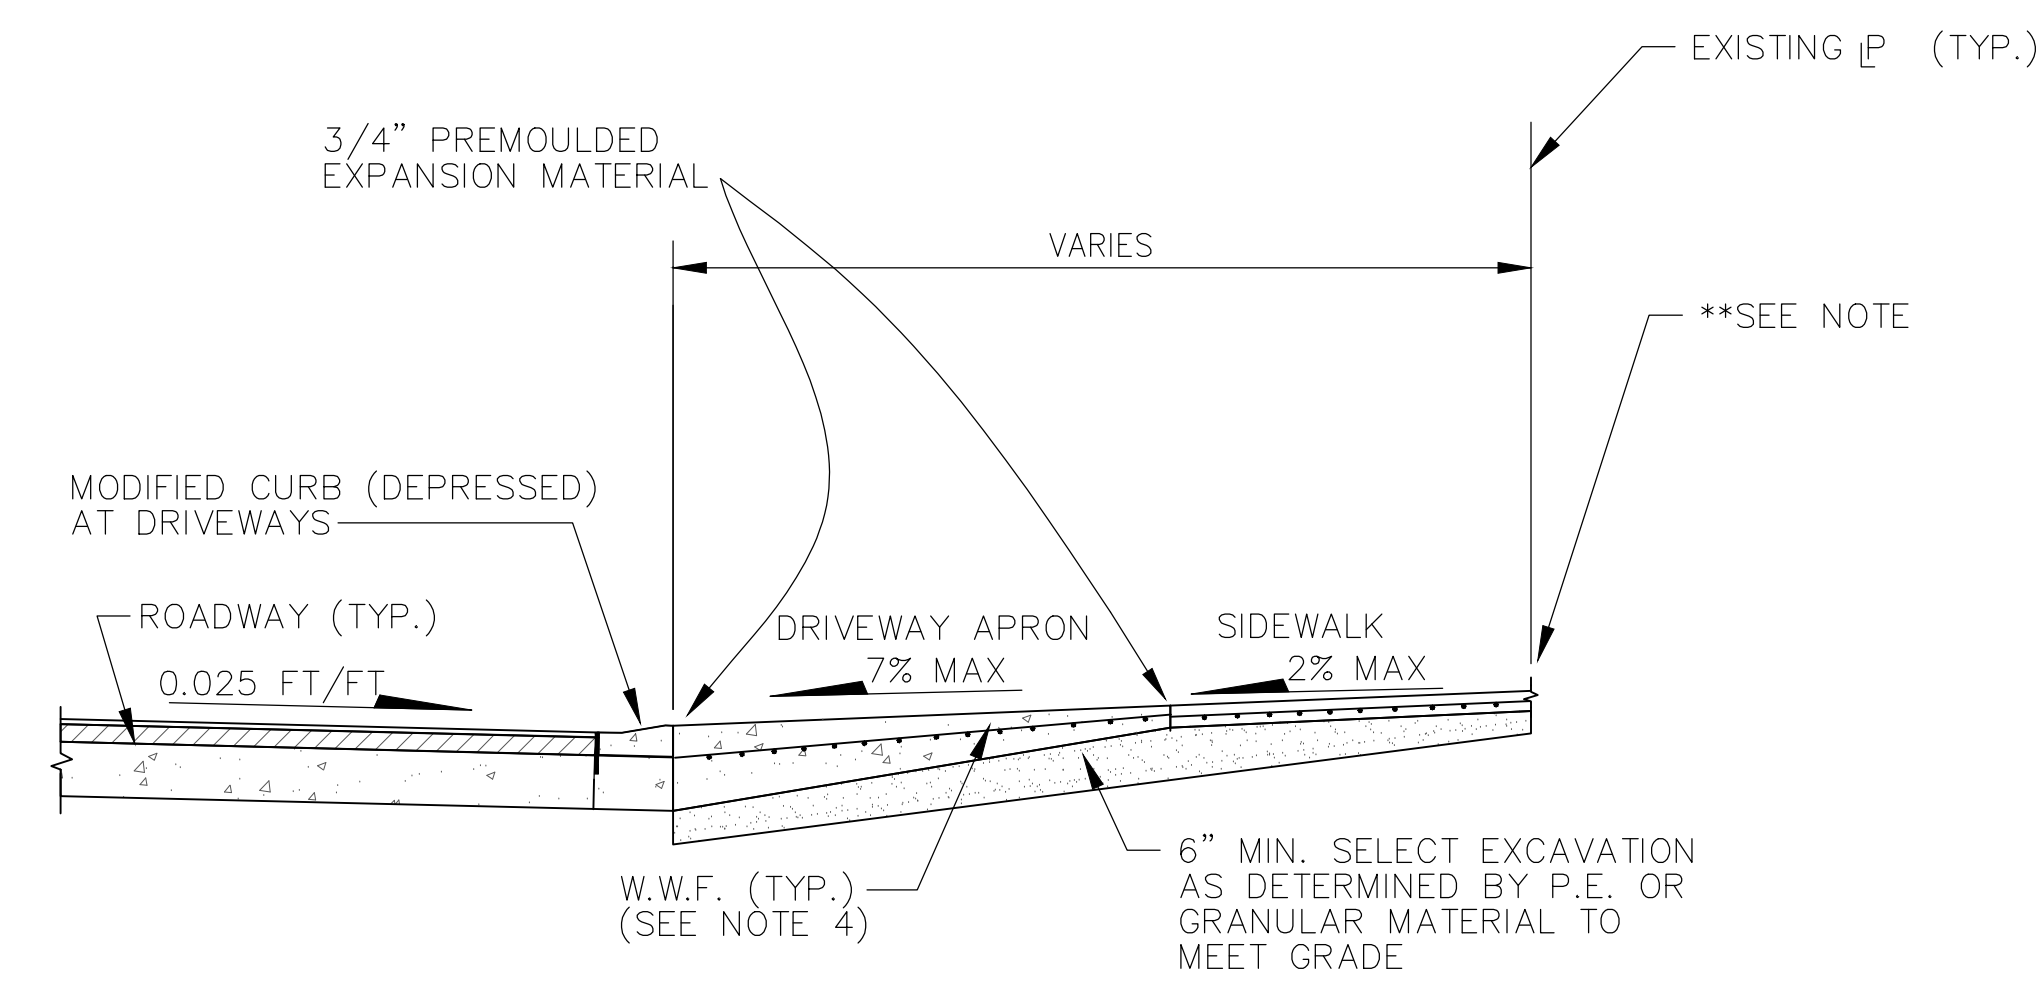 EXISTING ⅊ (TYP.)
3/4” PREMOULDED
EXPANSION MATERIAL
VARIES
**SEE NOTE
MODIFIED CURB (DEPRESSED)
AT DRIVEWAYS
ROADWAY (TYP.)
0.025 FT/FT
DRIVEWAY APRON
7% MAX
SIDEWALK
2% MAX
W.W.F. (TYP.)
(SEE NOTE 4)
6” MIN. SELECT EXCAVATION
AS DETERMINED BY P.E. OR
GRANULAR MATERIAL TO
MEET GRADE